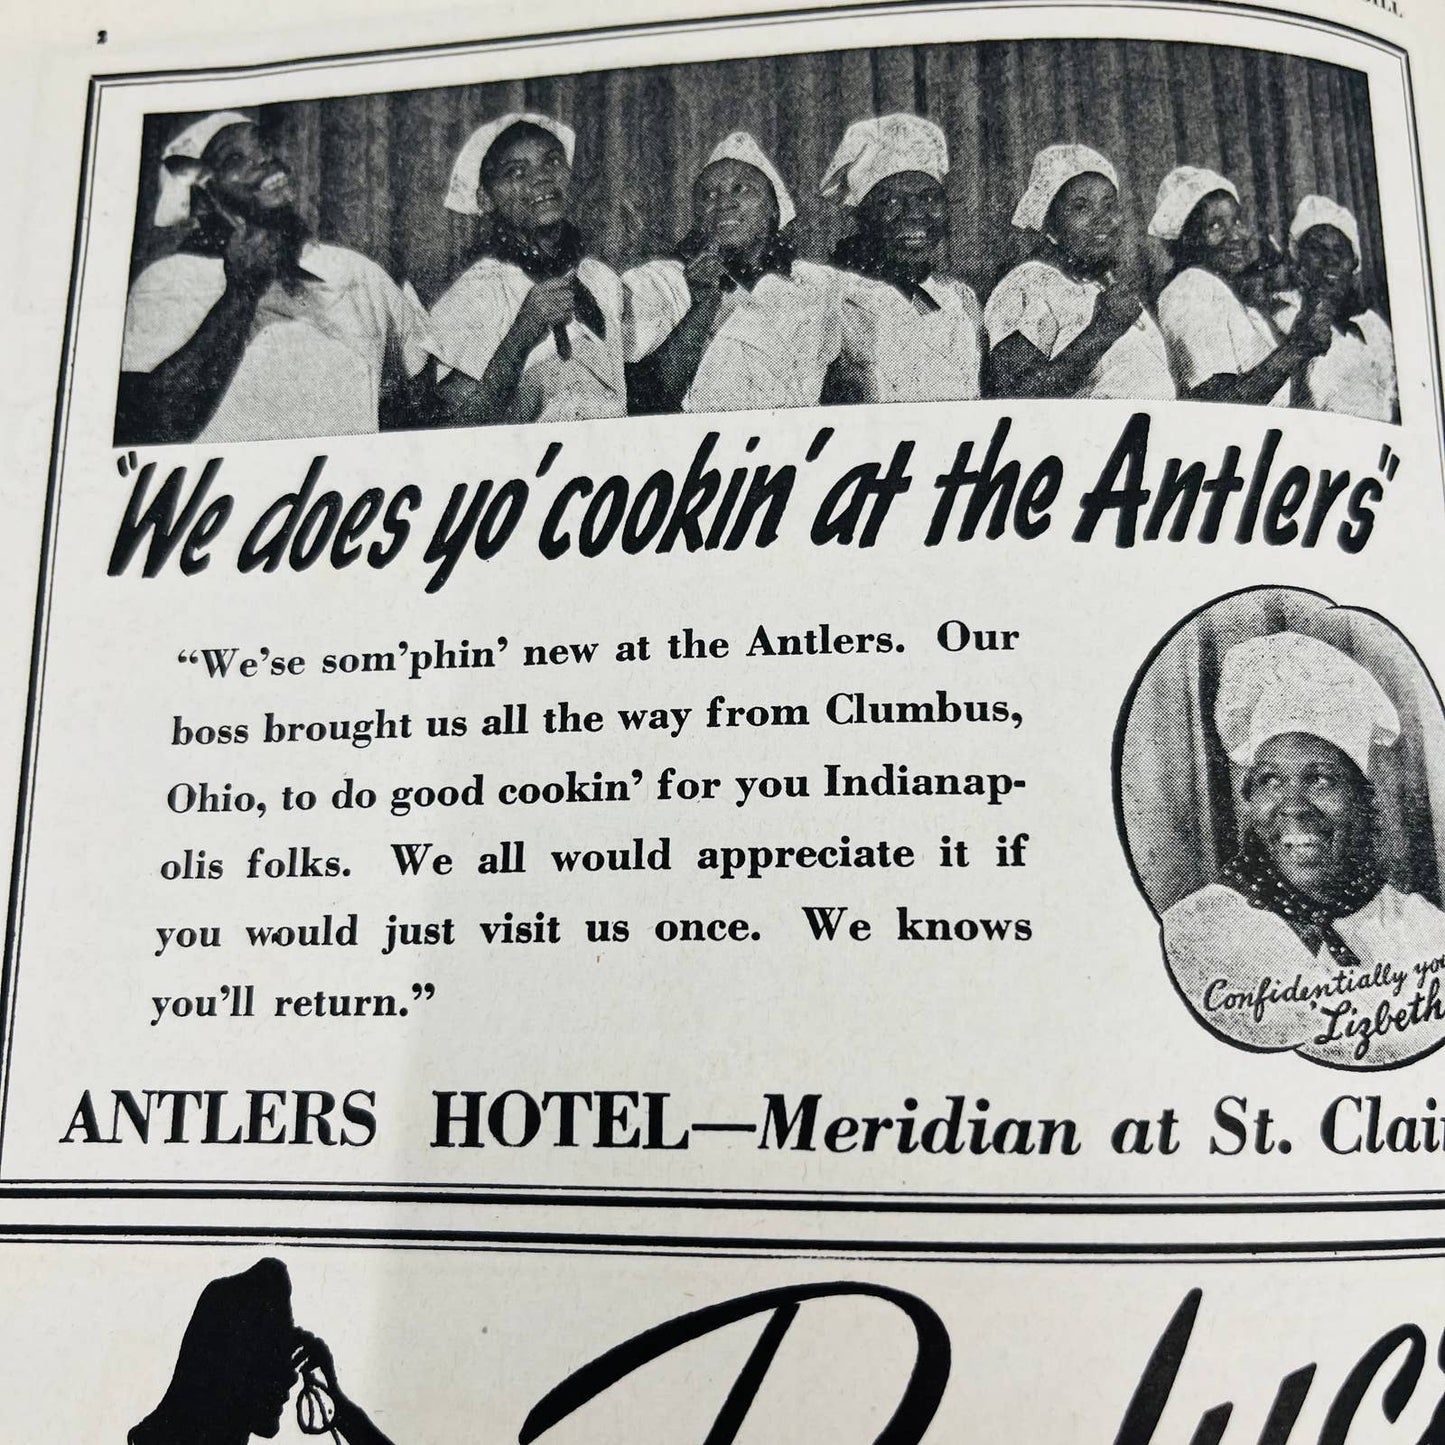 2
"We does yo' cookin' at the Antlers"
"We'se som'phin' new at the Antlers. Our
boss brought us all the way from Clumbus,
Ohio, to do good cookin' for you Indianap-
olis folks. We all would appreciate it if
you would just visit us once. We knows
you'll return."
Confidentially
'Lizbeth
ANTLERS HOTEL—Meridian at St.